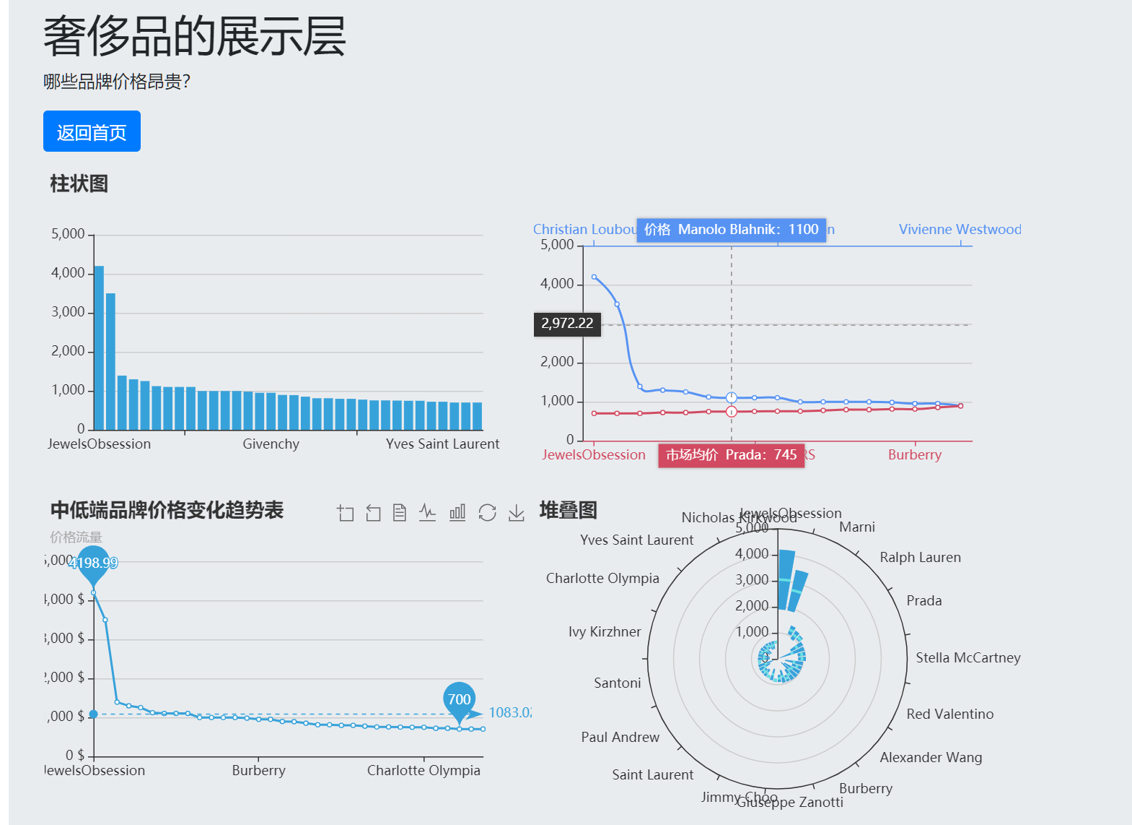 奢侈品的展示层
哪些品牌价格昂贵?
返回首页
柱状图
5,000
4,000
3,000
2,000
1,000
0
JewelsObsession
Givenchy
Yves Saint Laurent
Christian Loubou
价格 Manolo Blahnik: 1100
n
Vivienne Westwood
5,000
4,000
2,972.22
2,000
1,000
0
JewelsObsession
市场均价 Prada: 745
RS
Burberry
中低端品牌价格变化趋势表
价格流量
5,000
4198.99
,000 $
3,000 $
2,000 $
,000 $
0 $
700
1083.0
JewelsObsession
Burberry
Charlotte Olympia
堆叠图
JewelsObsession
Marni
Ralph Lauren
Prada
Stella McCartney
Red Valentino
Alexander Wang
Burberry
Giuseppe Zanotti
Jimmy Choo
Saint Laurent
Paul Andrew
Santoni
Ivy Kirzhner
Charlotte Olympia
Yves Saint Laurent
Nicholas Kirkwood
5,000
4,000
3,000
2,000
1,000
0